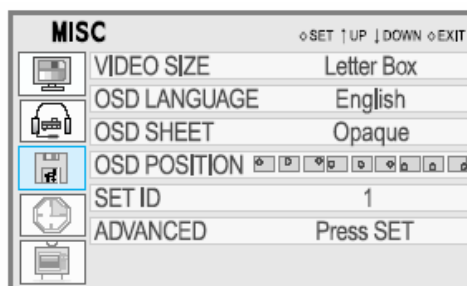 MISC ◇SET ↑UP ↓DOWN ◇EXIT
VIDEO SIZE Letter Box
OSD LANGUAGE English
OSD SHEET Opaque
OSD POSITION
SET ID 1
ADVANCED Press SET